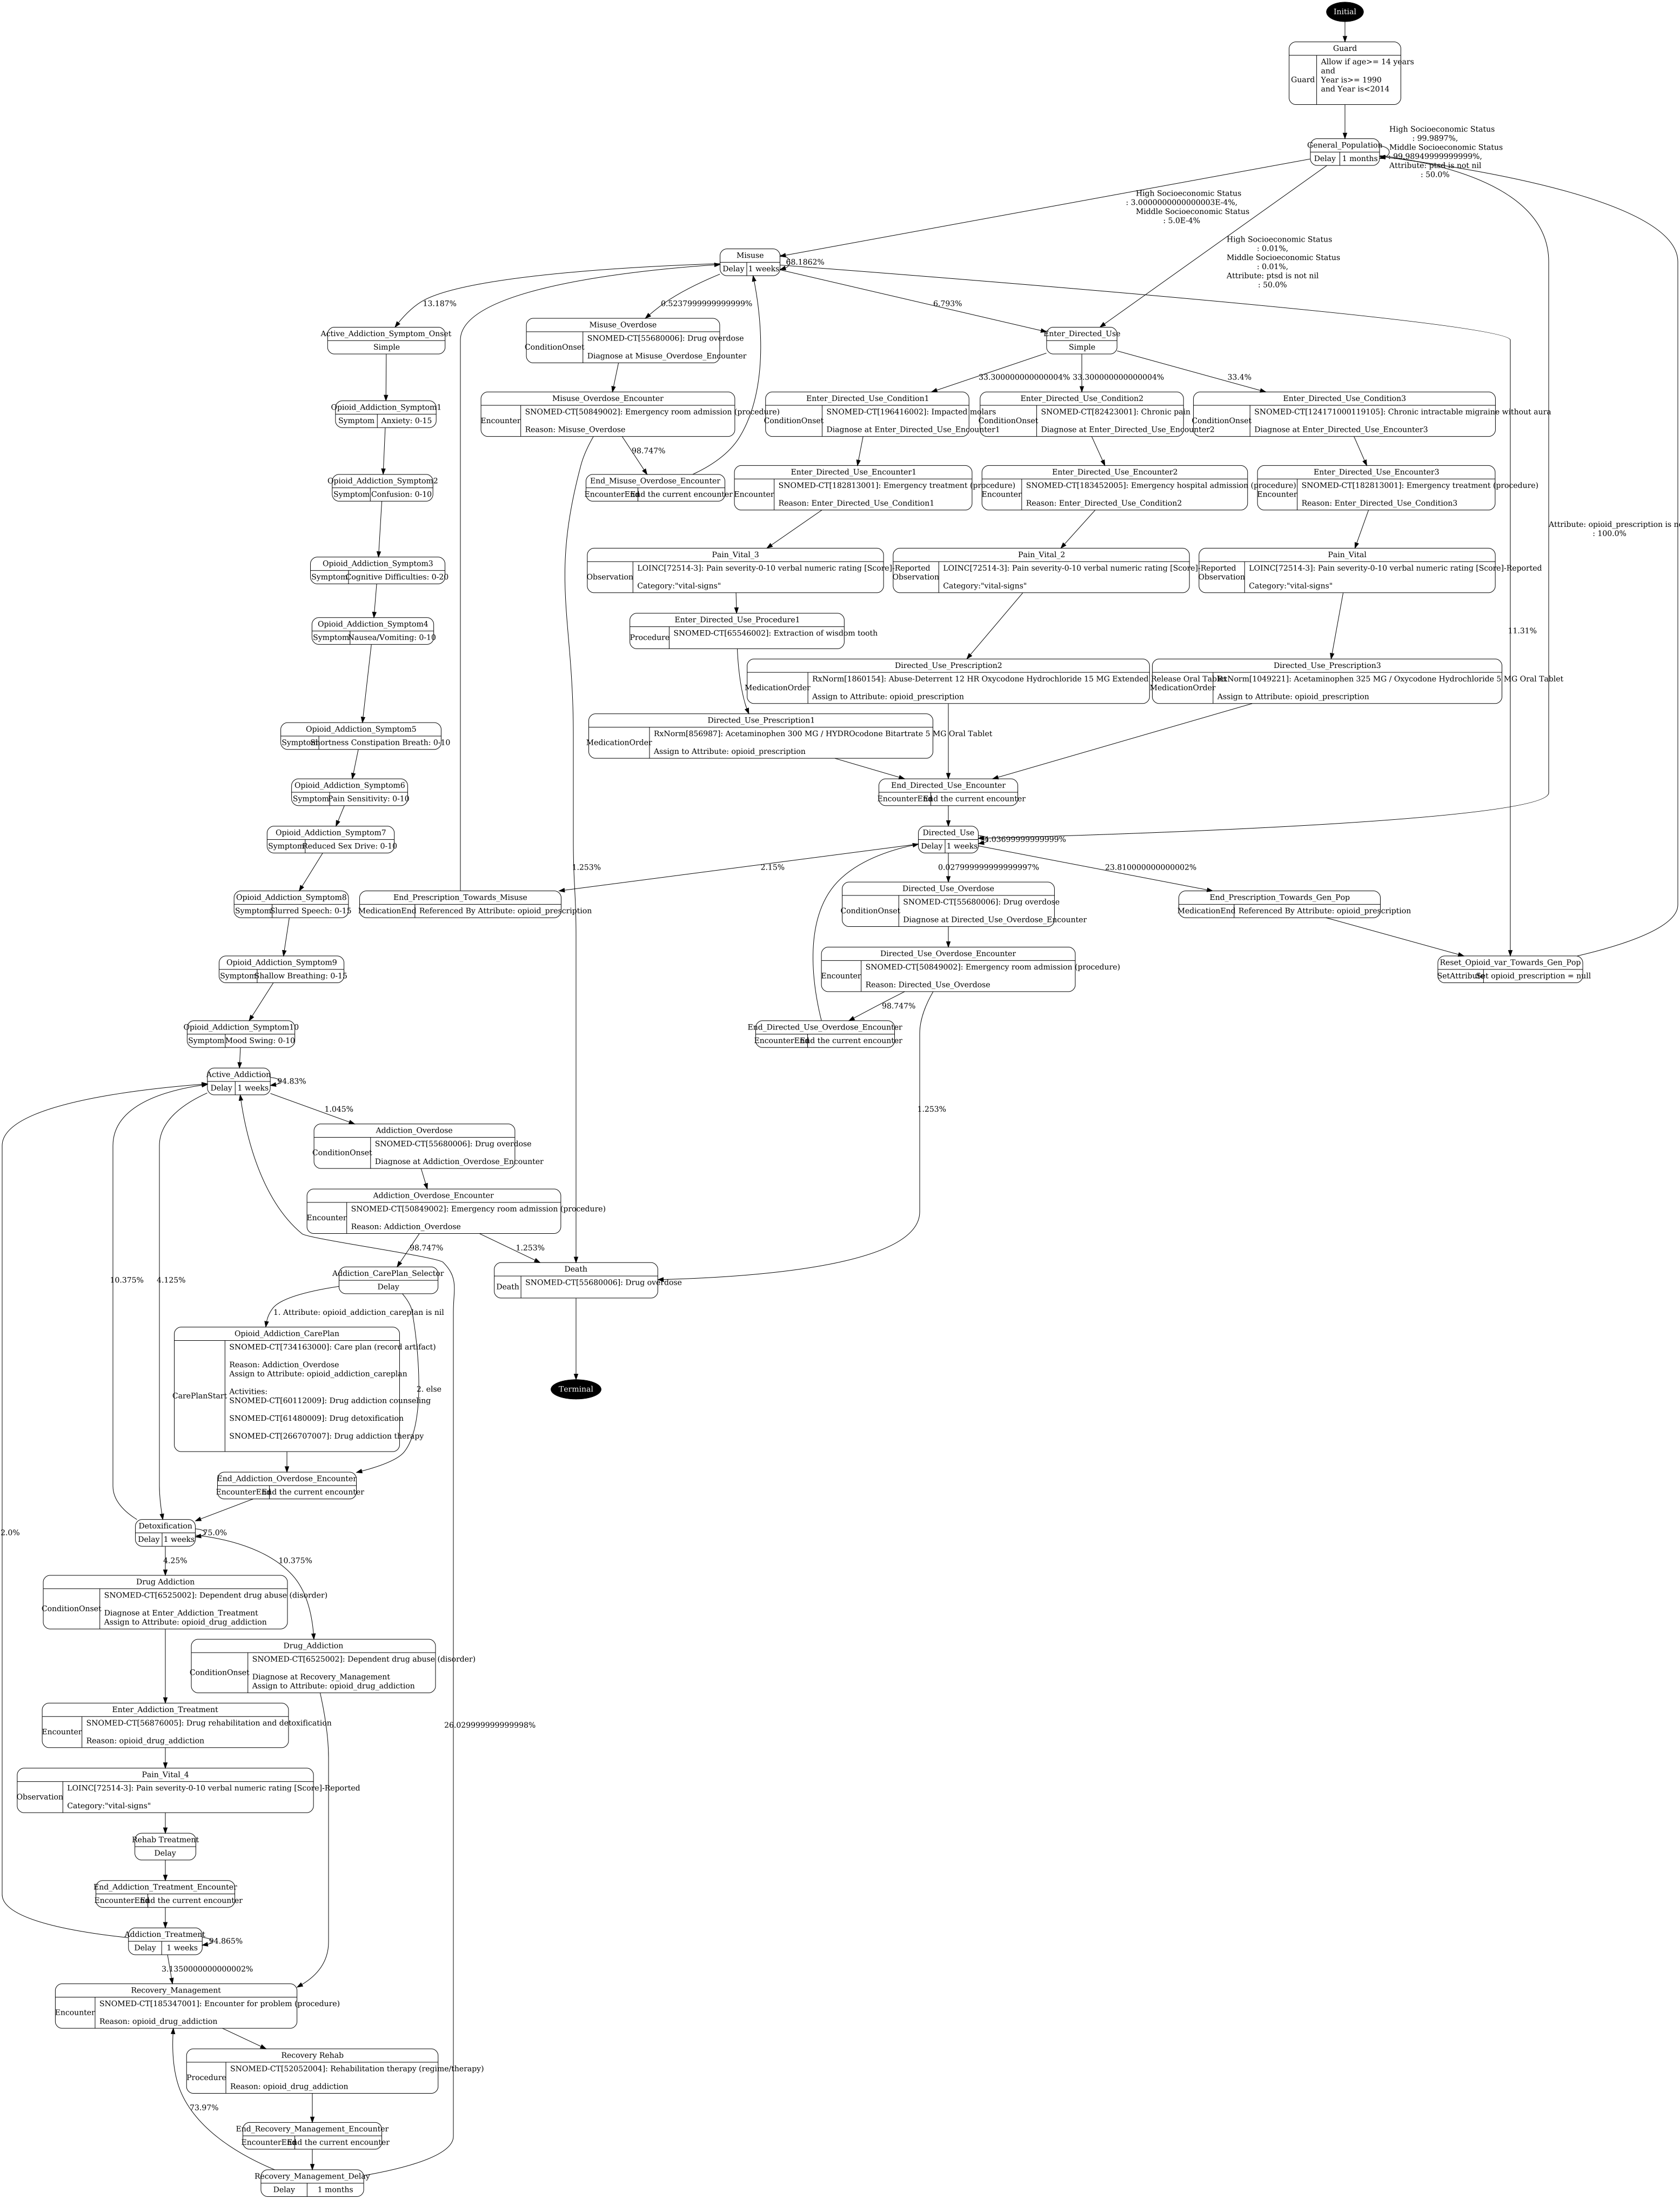 Initial
Guard
Guard
Allow if age>= 14 years
and
Year is>= 1990
and Year is<2014
General_Population
Delay
1 months
High Socioeconomic Status
: 99.9897%,
Middle Socioeconomic Status
: 99.98949999999999%,
Attribute: ptsd is not nil
: 50.0%
High Socioeconomic Status
: 3.0000000000000003E-4%,
Middle Socioeconomic Status
: 5.0E-4%
High Socioeconomic Status
: 0.01%,
Middle Socioeconomic Status
: 0.01%,
Attribute: ptsd is not nil
: 50.0%
Misuse
Delay
1 weeks
68.1862%
13.187%
0.5237999999999999%
6.793%
Active_Addiction_Symptom_Onset
Simple
Misuse_Overdose
ConditionOnset
SNOMED-CT[55680006]: Drug overdose
Diagnose at Misuse_Overdose_Encounter
Enter_Directed_Use
Simple
33.300000000000004%
33.300000000000004%
33.4%
Opioid_Addiction_Symptom1
Symptom
Anxiety: 0-15
Misuse_Overdose_Encounter
Encounter
SNOMED-CT[50849002]: Emergency room admission (procedure)
Reason: Misuse_Overdose
Enter_Directed_Use_Condition1
ConditionOnset
SNOMED-CT[196416002]: Impacted molars
Diagnose at Enter_Directed_Use_Encounter1
Enter_Directed_Use_Condition2
ConditionOnset
SNOMED-CT[82423001]: Chronic pain
Diagnose at Enter_Directed_Use_Encounter2
Enter_Directed_Use_Condition3
ConditionOnset
SNOMED-CT[124171000119105]: Chronic intractable migraine without aura
Diagnose at Enter_Directed_Use_Encounter3
98.747%
Opioid_Addiction_Symptom2
Symptom
Confusion: 0-10
End_Misuse_Overdose_Encounter
EncounterEnd
End the current encounter
Enter_Directed_Use_Encounter1
Encounter
SNOMED-CT[182813001]: Emergency treatment (procedure)
Reason: Enter_Directed_Use_Condition1
Enter_Directed_Use_Encounter2
Encounter
SNOMED-CT[183452005]: Emergency hospital admission (procedure)
Reason: Enter_Directed_Use_Condition2
Enter_Directed_Use_Encounter3
Encounter
SNOMED-CT[182813001]: Emergency treatment (procedure)
Reason: Enter_Directed_Use_Condition3
Attribute: opioid_prescription is
: 100.0%
Opioid_Addiction_Symptom3
Symptom
Cognitive Difficulties: 0-20
Pain_Vital_3
Observation
LOINC[72514-3]: Pain severity-0-10 verbal numeric rating [Score]-Reported
Category:"vital-signs"
Pain_Vital_2
Observation
LOINC[72514-3]: Pain severity-0-10 verbal numeric rating [Score]-Reported
Category:"vital-signs"
Pain_Vital
Observation
LOINC[72514-3]: Pain severity-0-10 verbal numeric rating [Score]-Reported
Category:"vital-signs"
Opioid_Addiction_Symptom4
Symptom
Nausea/Vomiting: 0-10
Enter_Directed_Use_Procedure1
Procedure
SNOMED-CT[65546002]: Extraction of wisdom tooth
11.31%
Directed_Use_Prescription2
MedicationOrder
RxNorm[1860154]: Abuse-Deterrent 12 HR Oxycodone Hydrochloride 15 MG Extended Release Oral Tablet
Assign to Attribute: opioid_prescription
Directed_Use_Prescription3
MedicationOrder
RxNorm[1049221]: Acetaminophen 325 MG / Oxycodone Hydrochloride 5 MG Oral Tablet
Assign to Attribute: opioid_prescription
Opioid_Addiction_Symptom5
Symptom
Shortness Constipation Breath: 0-10
Directed_Use_Prescription1
MedicationOrder
RxNorm[856987]: Acetaminophen 300 MG / HYDROcodone Bitartrate 5 MG Oral Tablet
Assign to Attribute: opioid_prescription
Opioid_Addiction_Symptom6
Symptom
Pain Sensitivity: 0-10
End_Directed_Use_Encounter
EncounterEnd
End the current encounter
Opioid_Addiction_Symptom7
Symptom
Reduced Sex Drive: 0-10
Directed_Use
Delay
1 weeks
1.253%
2.15%
0.027999999999999997%
23.810000000000002%
Opioid_Addiction_Symptom8
Symptom
Slurred Speech: 0-15
End_Prescription_Towards_Misuse
MedicationEnd
Referenced By Attribute: opioid_prescription
Directed_Use_Overdose
ConditionOnset
SNOMED-CT[55680006]: Drug overdose
Diagnose at Directed_Use_Overdose_Encounter
End_Prescription_Towards_Gen_Pop
MedicationEnd
Referenced By Attribute: opioid_prescription
Opioid_Addiction_Symptom9
Symptom
Shallow Breathing: 0-15
Directed_Use_Overdose_Encounter
Encounter
SNOMED-CT[50849002]: Emergency room admission (procedure)
Reason: Directed_Use_Overdose
Reset_Opioid_var_Towards_Gen_Pop
SetAttribute
Set opioid_prescription = null
98.747%
Opioid_Addiction_Symptom10
Symptom
Mood Swing: 0-10
End_Directed_Use_Overdose_Encounter
EncounterEnd
End the current encounter
Active_Addiction
Delay
1 weeks
94.83%
1.045%
1.253%
Addiction_Overdose
ConditionOnset
SNOMED-CT[55680006]: Drug overdose
Diagnose at Addiction_Overdose_Encounter
Addiction_Overdose_Encounter
Encounter
SNOMED-CT[50849002]: Emergency room admission (procedure)
Reason: Addiction_Overdose
98.747%
1.253%
10.375%
4.125%
Addiction_CarePlan_Selector
Delay
Death
Death
SNOMED-CT[55680006]: Drug overdose
1. Attribute: opioid_addiction_careplan is nil
Opioid_Addiction_CarePlan
CarePlanStart
SNOMED-CT[734163000]: Care plan (record artifact)
Reason: Addiction_Overdose
Assign to Attribute: opioid_addiction_careplan
Activities:
SNOMED-CT[60112009]: Drug addiction counseling
SNOMED-CT[61480009]: Drug detoxification
SNOMED-CT[266707007]: Drug addiction therapy
2. else
Terminal
End_Addiction_Overdose_Encounter
EncounterEnd
End the current encounter
Detoxification
Delay
1 weeks
75.0%
2.0%
4.25%
10.375%
Drug Addiction
ConditionOnset
SNOMED-CT[6525002]: Dependent drug abuse (disorder)
Diagnose at Enter_Addiction_Treatment
Assign to Attribute: opioid_drug_addiction
Drug_Addiction
ConditionOnset
SNOMED-CT[6525002]: Dependent drug abuse (disorder)
Diagnose at Recovery_Management
Assign to Attribute: opioid_drug_addiction
Enter_Addiction_Treatment
Encounter
SNOMED-CT[56876005]: Drug rehabilitation and detoxification
Reason: opioid_drug_addiction
26.029999999999998%
Pain_Vital_4
Observation
LOINC[72514-3]: Pain severity-0-10 verbal numeric rating [Score]-Reported
Category:"vital-signs"
Rehab Treatment
Delay
End_Addiction_Treatment_Encounter
EncounterEnd
End the current encounter
Addiction_Treatment
Delay
1 weeks
94.865%
3.1350000000000002%
Recovery_Management
Encounter
SNOMED-CT[185347001]: Encounter for problem (procedure)
Reason: opioid_drug_addiction
Recovery Rehab
Procedure
SNOMED-CT[52052004]: Rehabilitation therapy (regime/therapy)
Reason: opioid_drug_addiction
73.97%
End_Recovery_Management_Encounter
EncounterEnd
End the current encounter
Recovery_Management_Delay
Delay
1 months